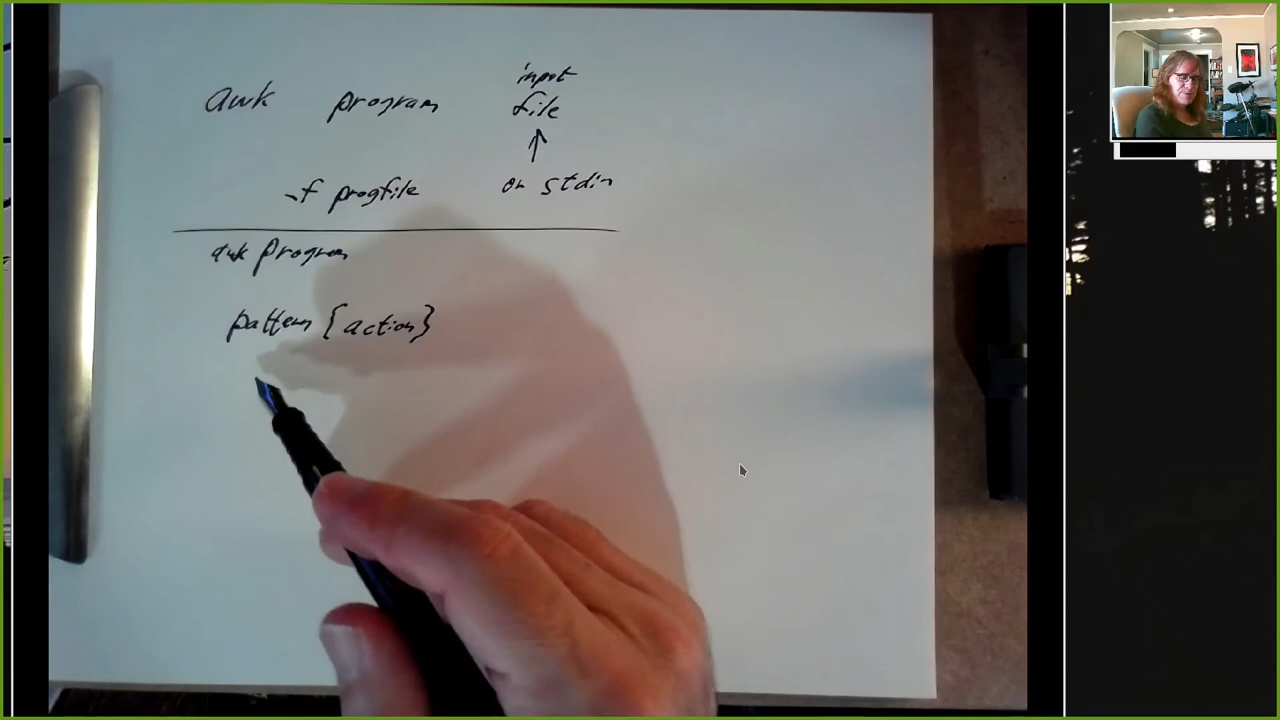 input
awk program file
↑
-f progfile or stdin
awk program
pattern {action}